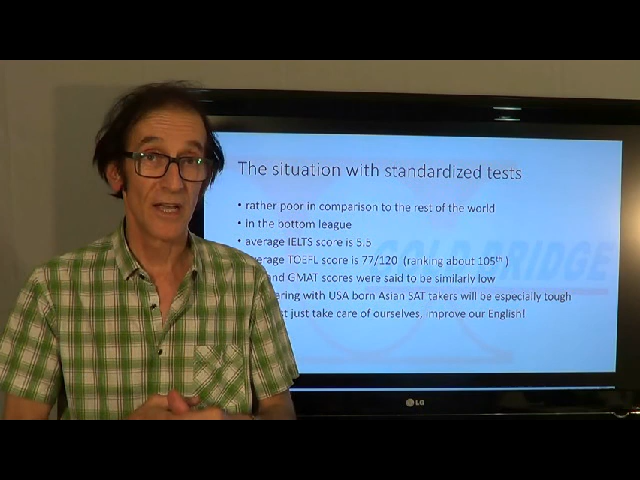 The situation with standardized tests
• rather poor in comparison to the rest of the world
• in the bottom league
• average IELTS score is 5.5
average TOEFL score is 77/120 (ranking about 105th )
and GMAT scores were said to be similarly low
with USA born Asian SAT takers will be especially tough
just take care of ourselves, improve our English!
GOLD BRIDGE
LG